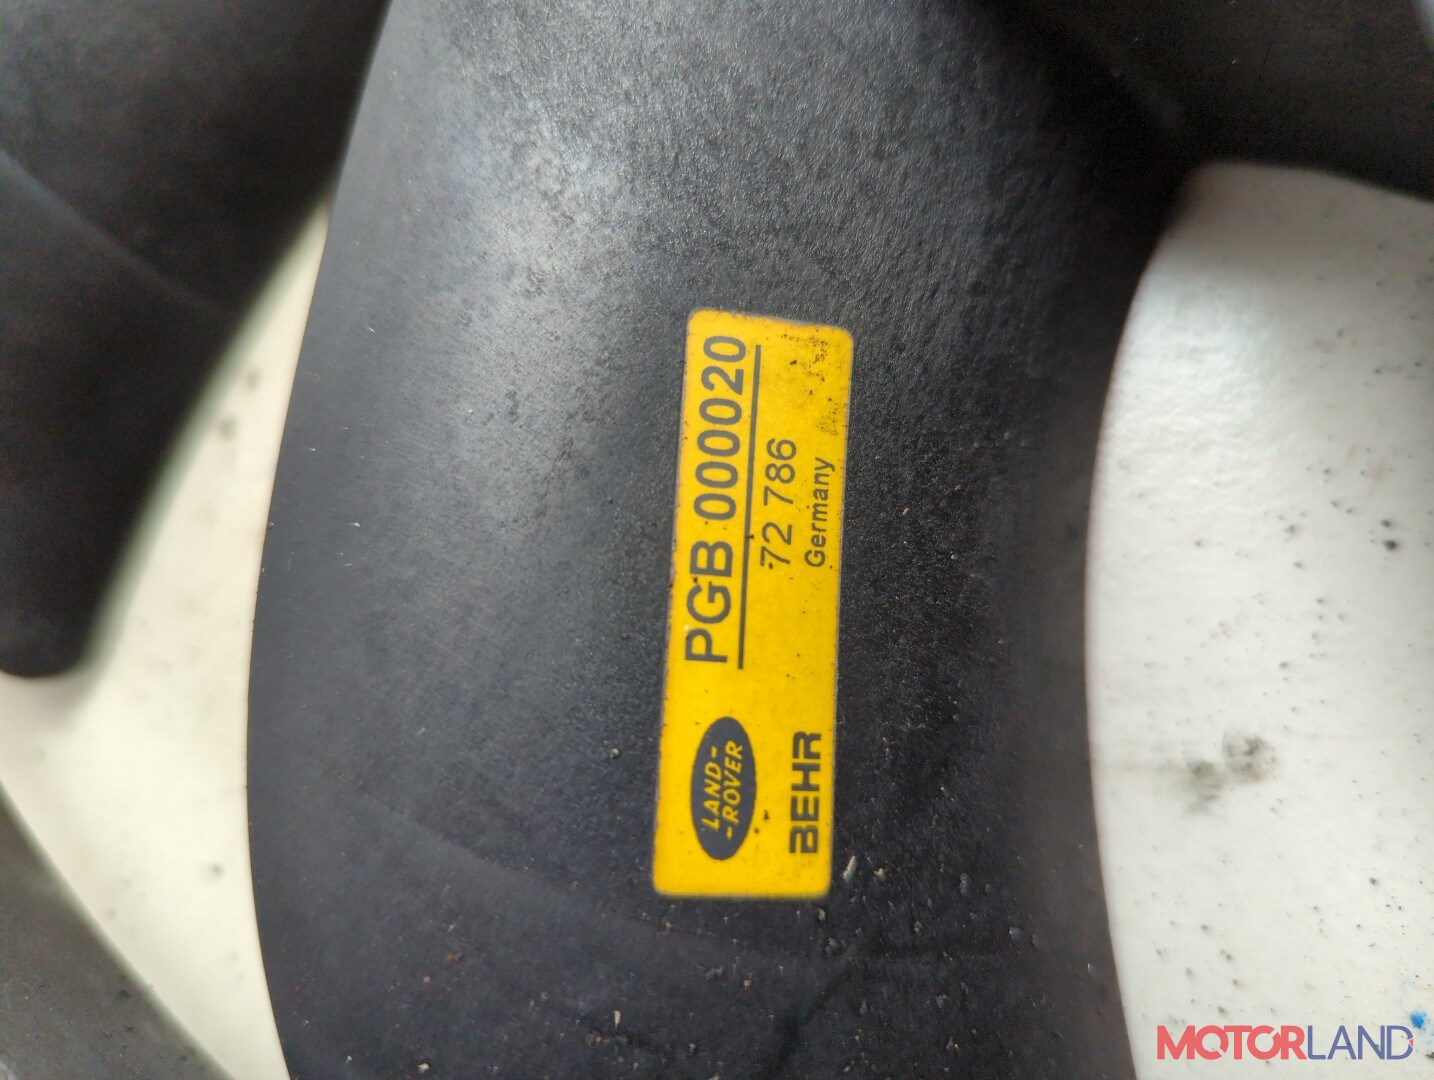 PGB 000020
72 786
Germany
LAND-
-ROVER
BEHR
MOTORLAND